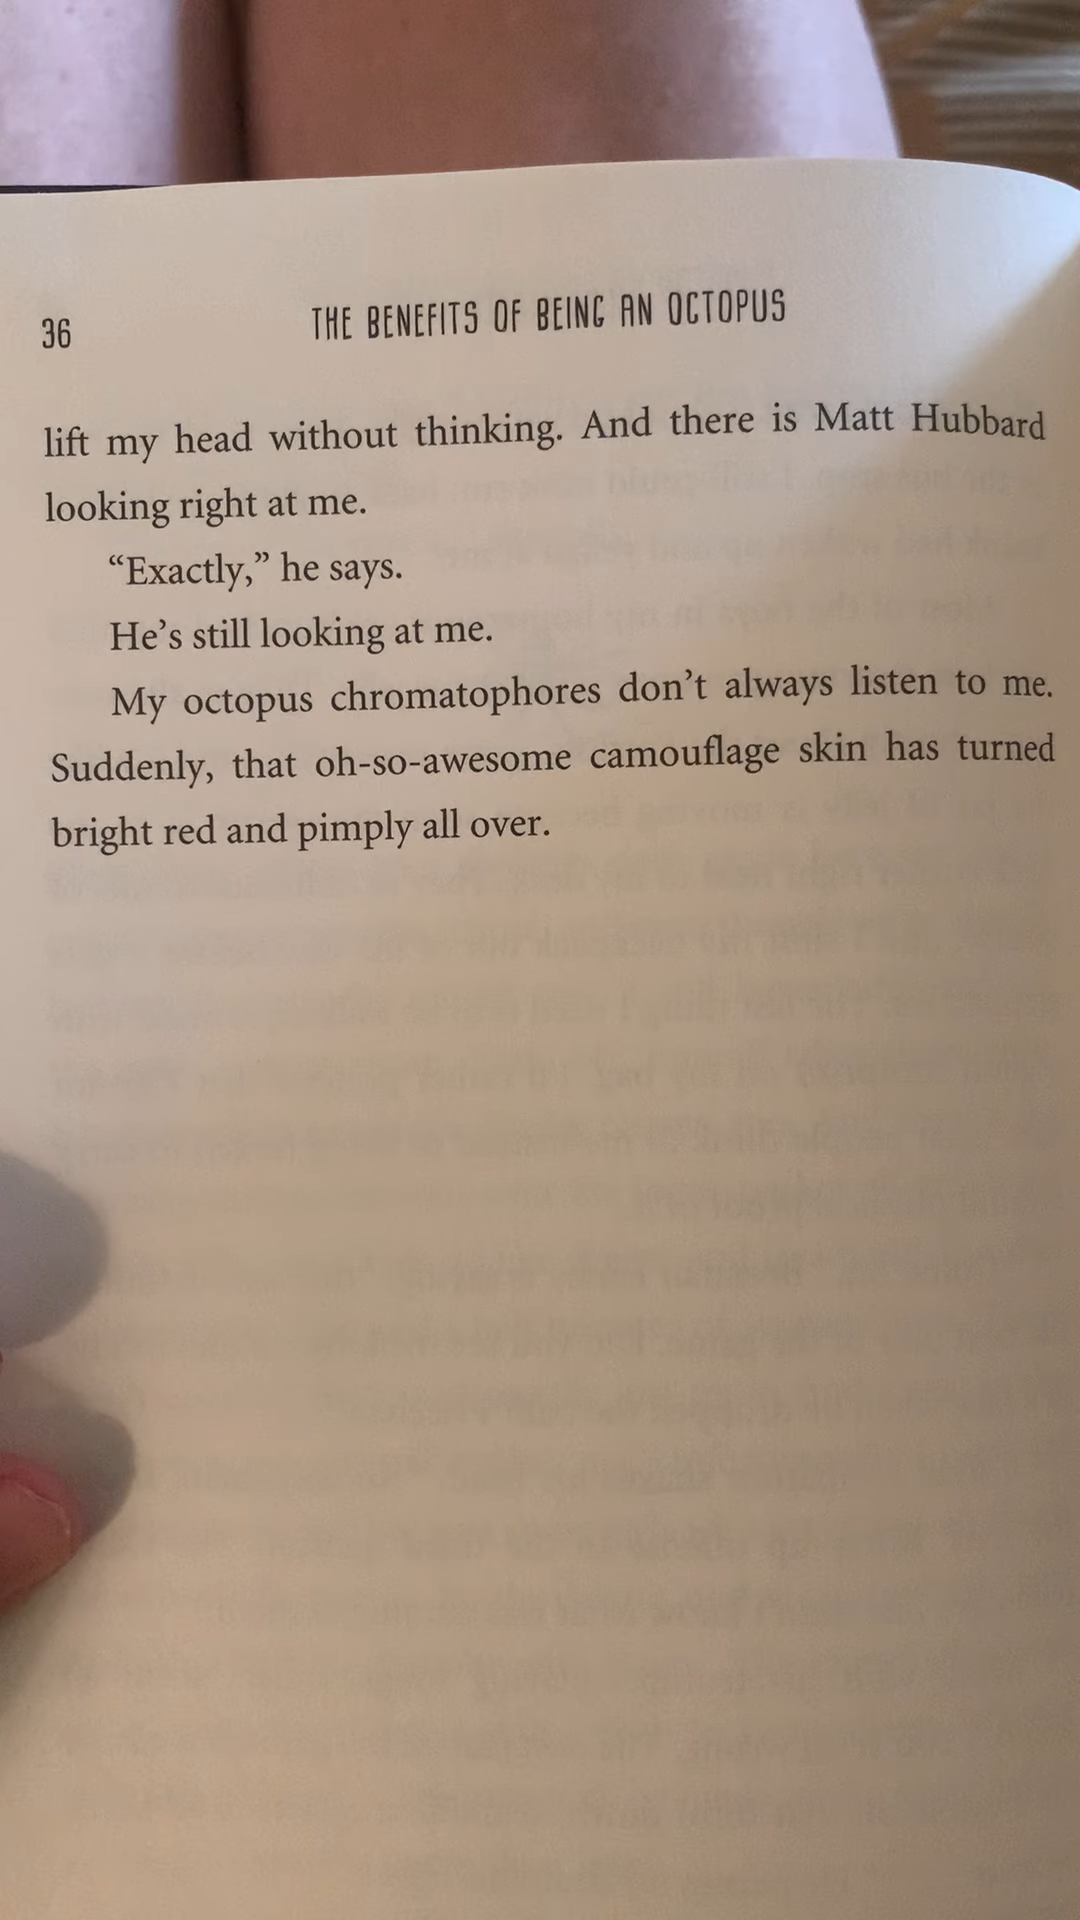 36
THE BENEFITS OF BEING AN OCTOPUS
lift my head without thinking. And there is Matt Hubbard
looking right at me.
“Exactly,” he says.
He’s still looking at me.
My octopus chromatophores don’t always listen to me.
Suddenly, that oh-so-awesome camouflage skin has turned
bright red and pimply all over.